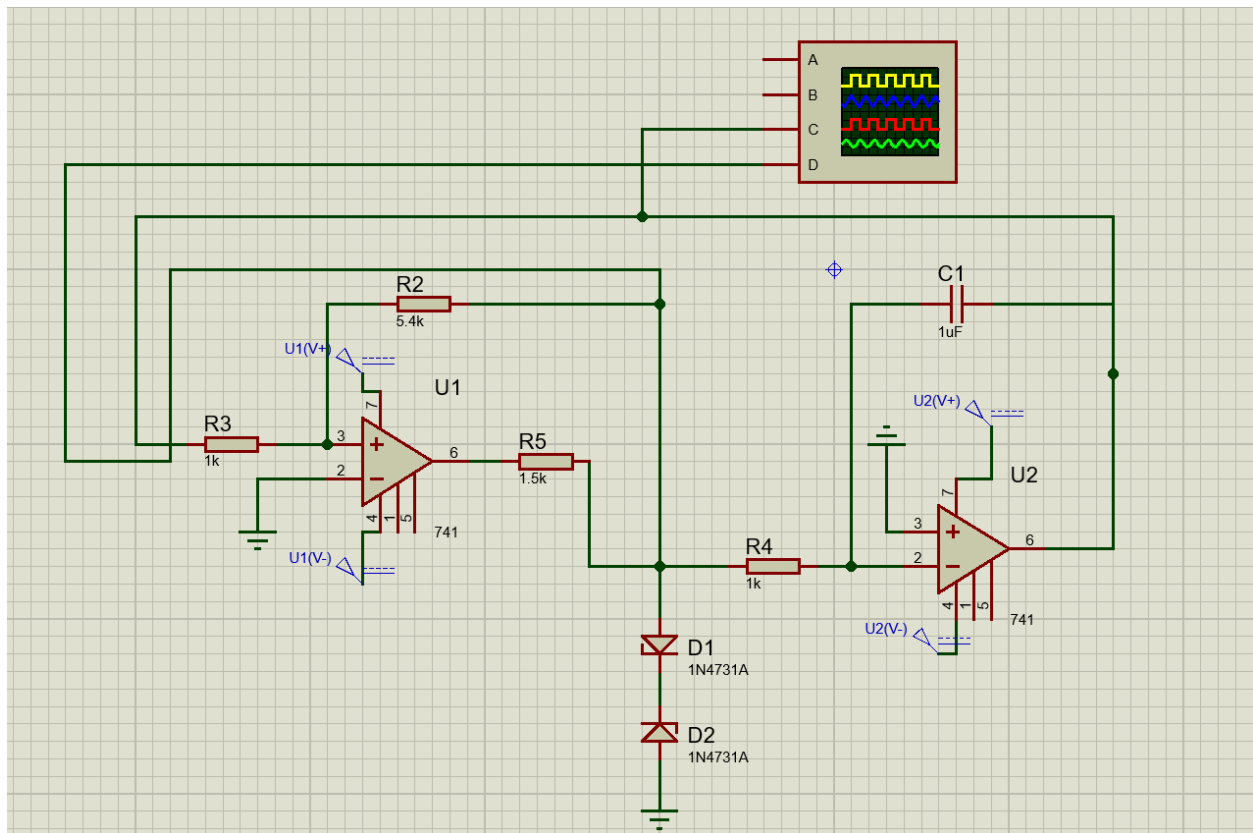 A
B
C
D
R2
5.4k
C1
1uF
U1(V+)
U1
7
R3
1k
3
+
2
−
6
4
1
5
741
U1(V-)
R5
1.5k
U2(V+)
U2
7
R4
1k
3
+
2
−
6
4
1
5
741
U2(V-)
D1
1N4731A
D2
1N4731A